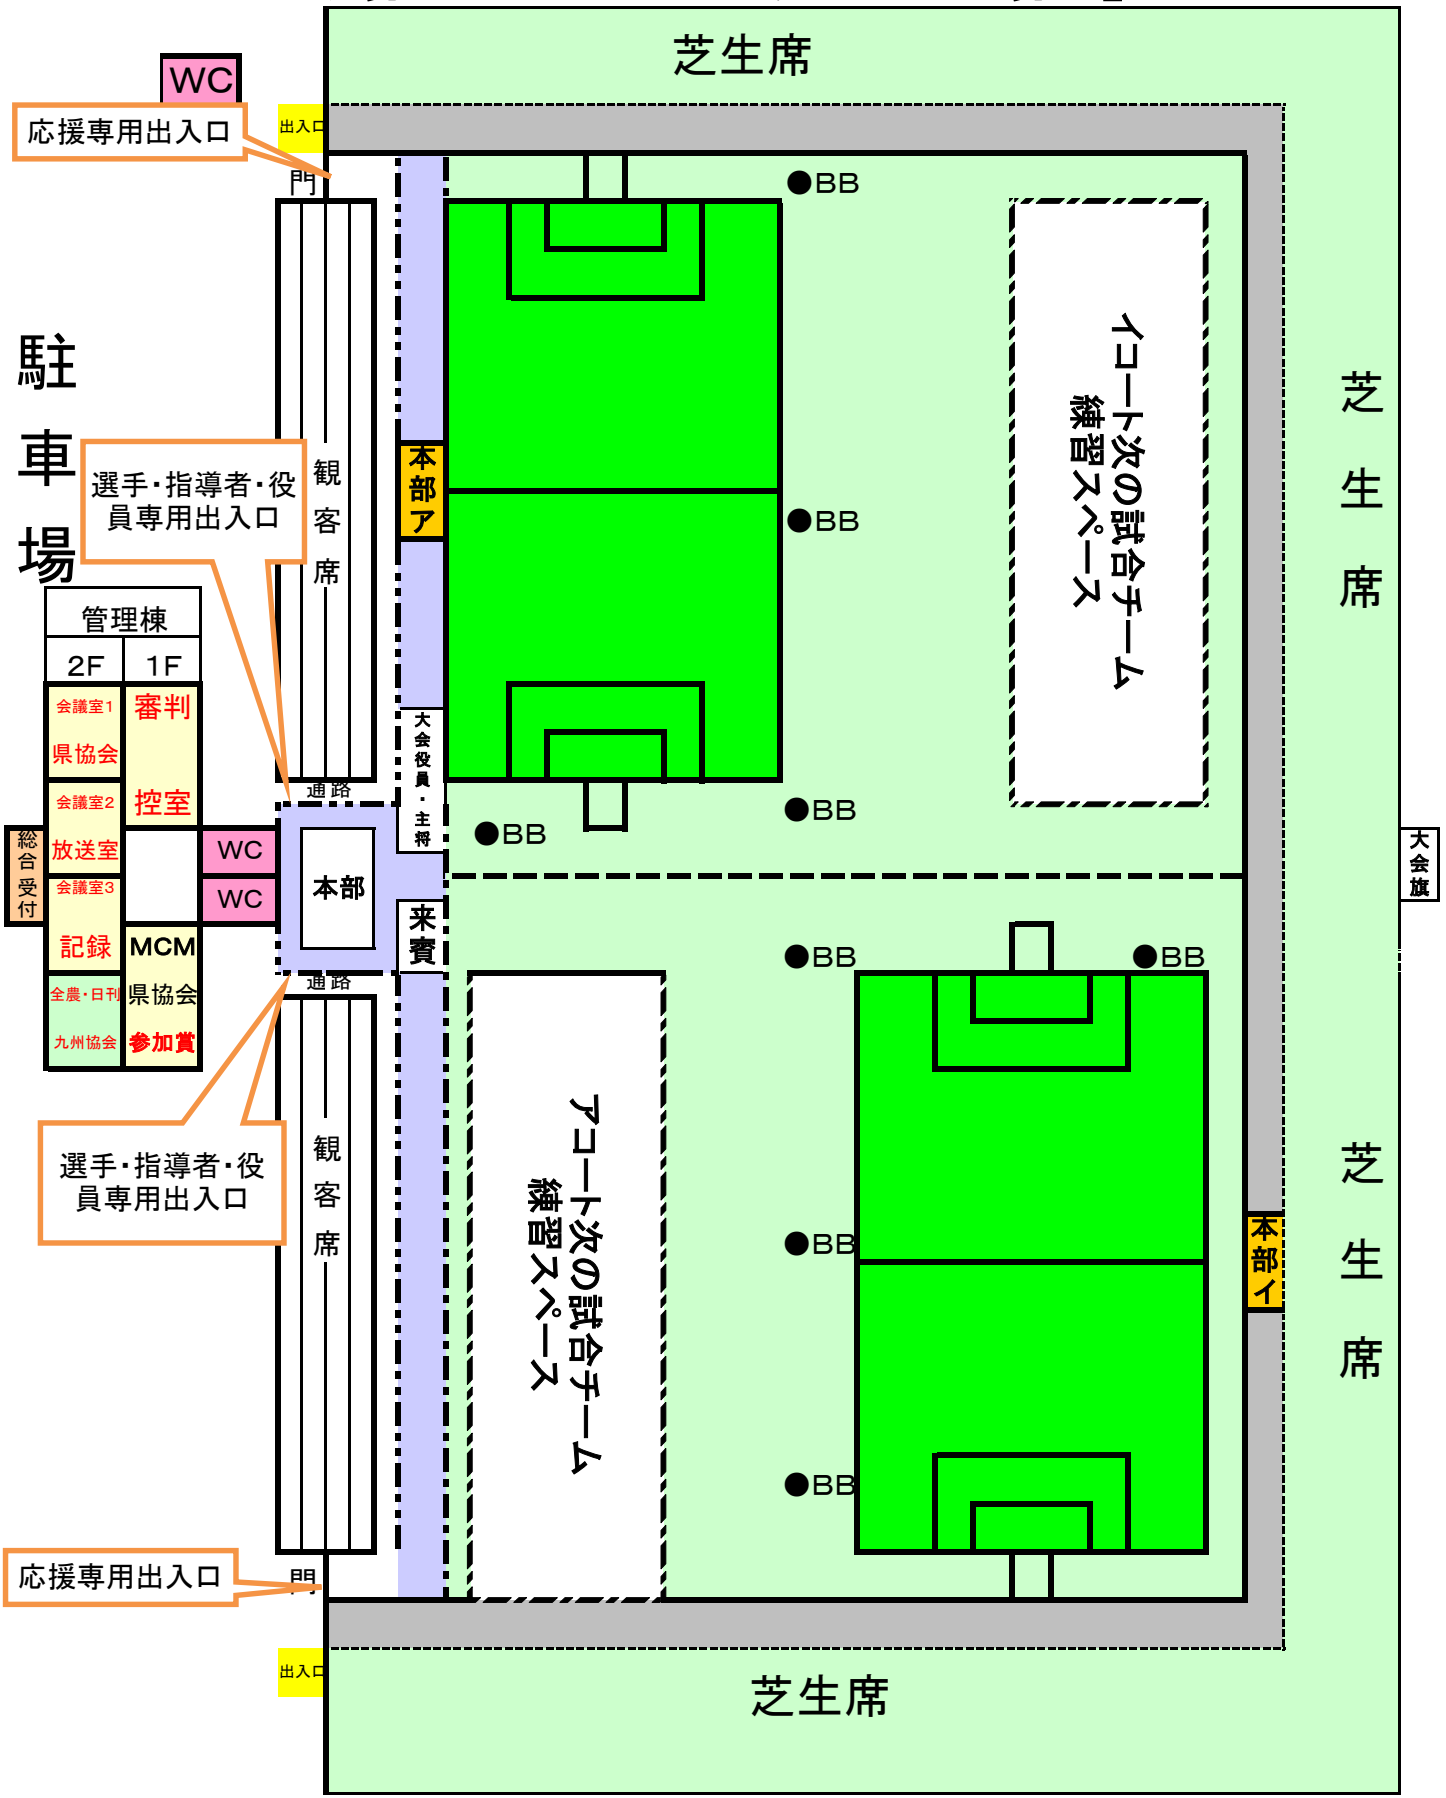 芝生席
WC
応援専用出入口
出入口
門
●BB
駐車場
観客席
本部ア
イコート次の試合チーム
練習スペース
芝生席
選手・指導者・役
員専用出入口
●BB
管理棟
2F
1F
会議室1
県協会
審判
控室
会議室2
放送室
総合受付
会議室3
記録
MCM
県協会
参加賞
全農・日刊
九州協会
WC
WC
通路
本部
大会役員・主将
来賓
●BB
●BB
大会旗
通路
●BB
●BB
選手・指導者・役
員専用出入口
観客席
アコート次の試合チーム
練習スペース
●BB
本部イ
芝生席
●BB
応援専用出入口
門
出入口
芝生席